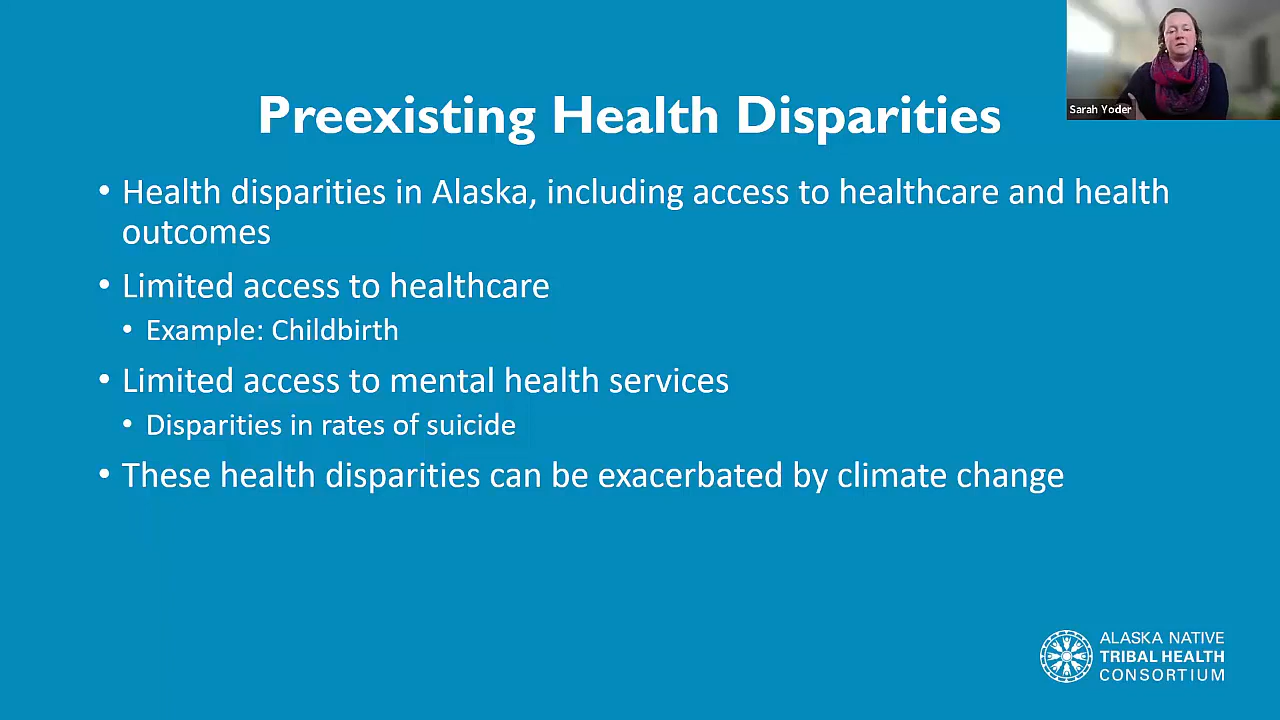 Sarah Yoder
Preexisting Health Disparities
• Health disparities in Alaska, including access to healthcare and health
outcomes
• Limited access to healthcare
• Example: Childbirth
• Limited access to mental health services
• Disparities in rates of suicide
• These health disparities can be exacerbated by climate change
ALASKA NATIVE
TRIBAL HEALTH
CONSORTIUM